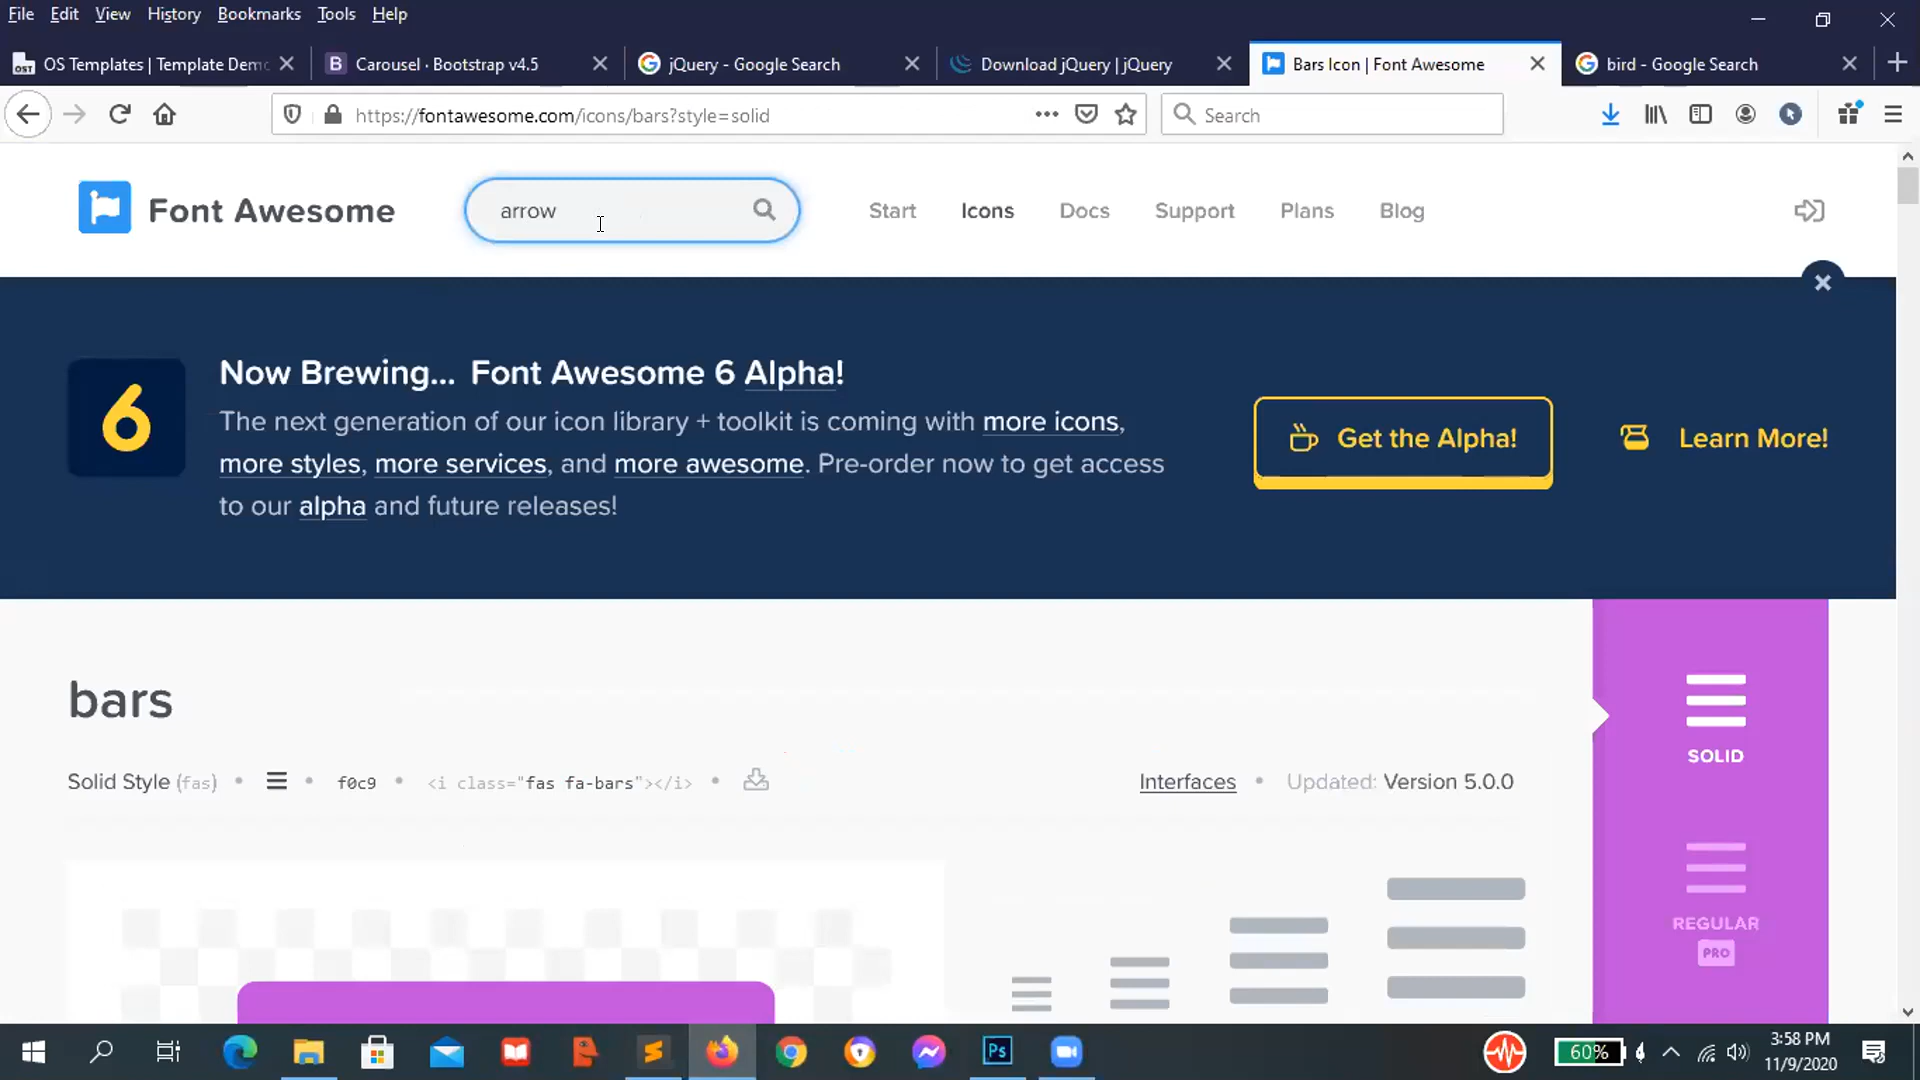 File Edit View History Bookmarks Tools Help
OST OS Templates | Template Demo
B Carousel · Bootstrap v4.5
jQuery - Google Search
Download jQuery | jQuery
Bars Icon | Font Awesome
bird - Google Search
https://fontawesome.com/icons/bars?style=solid
Search
Font Awesome
arrow
Start Icons Docs Support Plans Blog
6
Now Brewing... Font Awesome 6 Alpha!
The next generation of our icon library + toolkit is coming with more icons,
more styles, more services, and more awesome. Pre-order now to get access
to our alpha and future releases!
Get the Alpha!
Learn More!
bars
Solid Style (fas) • • f0c9 • <i class="fas fa-bars"></i> •
Interfaces • Updated: Version 5.0.0
SOLID
REGULAR
PRO
Ps
60%
3:58 PM
11/9/2020